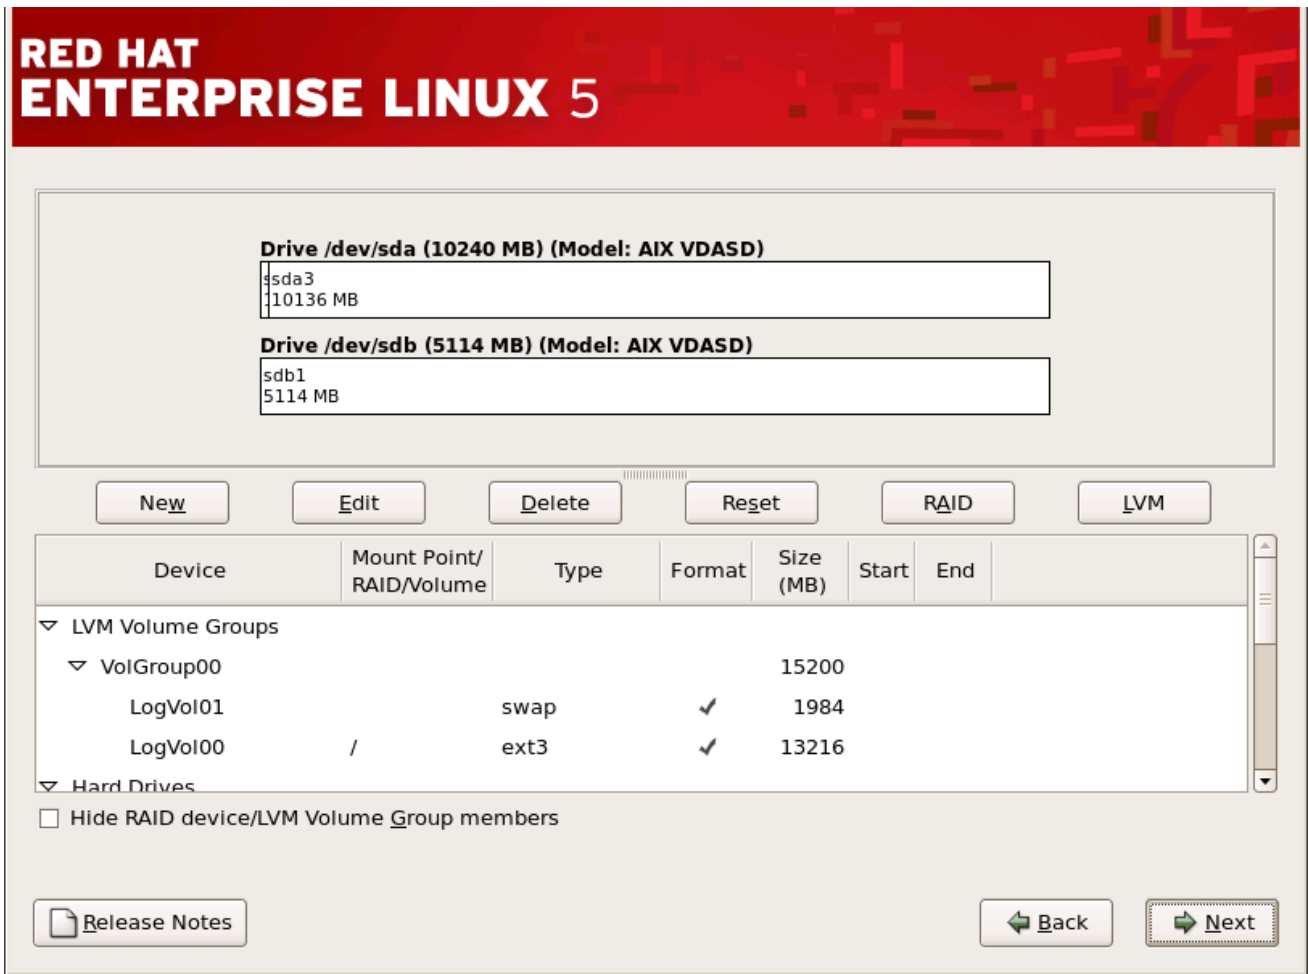 RED HAT
ENTERPRISE LINUX 5
Drive /dev/sda (10240 MB) (Model: AIX VDASD)
sda3
10136 MB
Drive /dev/sdb (5114 MB) (Model: AIX VDASD)
sdb1
5114 MB
New Edit Delete Reset RAID LVM
Device Mount Point/ RAID/Volume Type Format Size (MB) Start End
LVM Volume Groups
VolGroup00 15200
LogVol01 swap 1984
LogVol00 / ext3 13216
Hard Drives
Hide RAID device/LVM Volume Group members
Release Notes Back Next